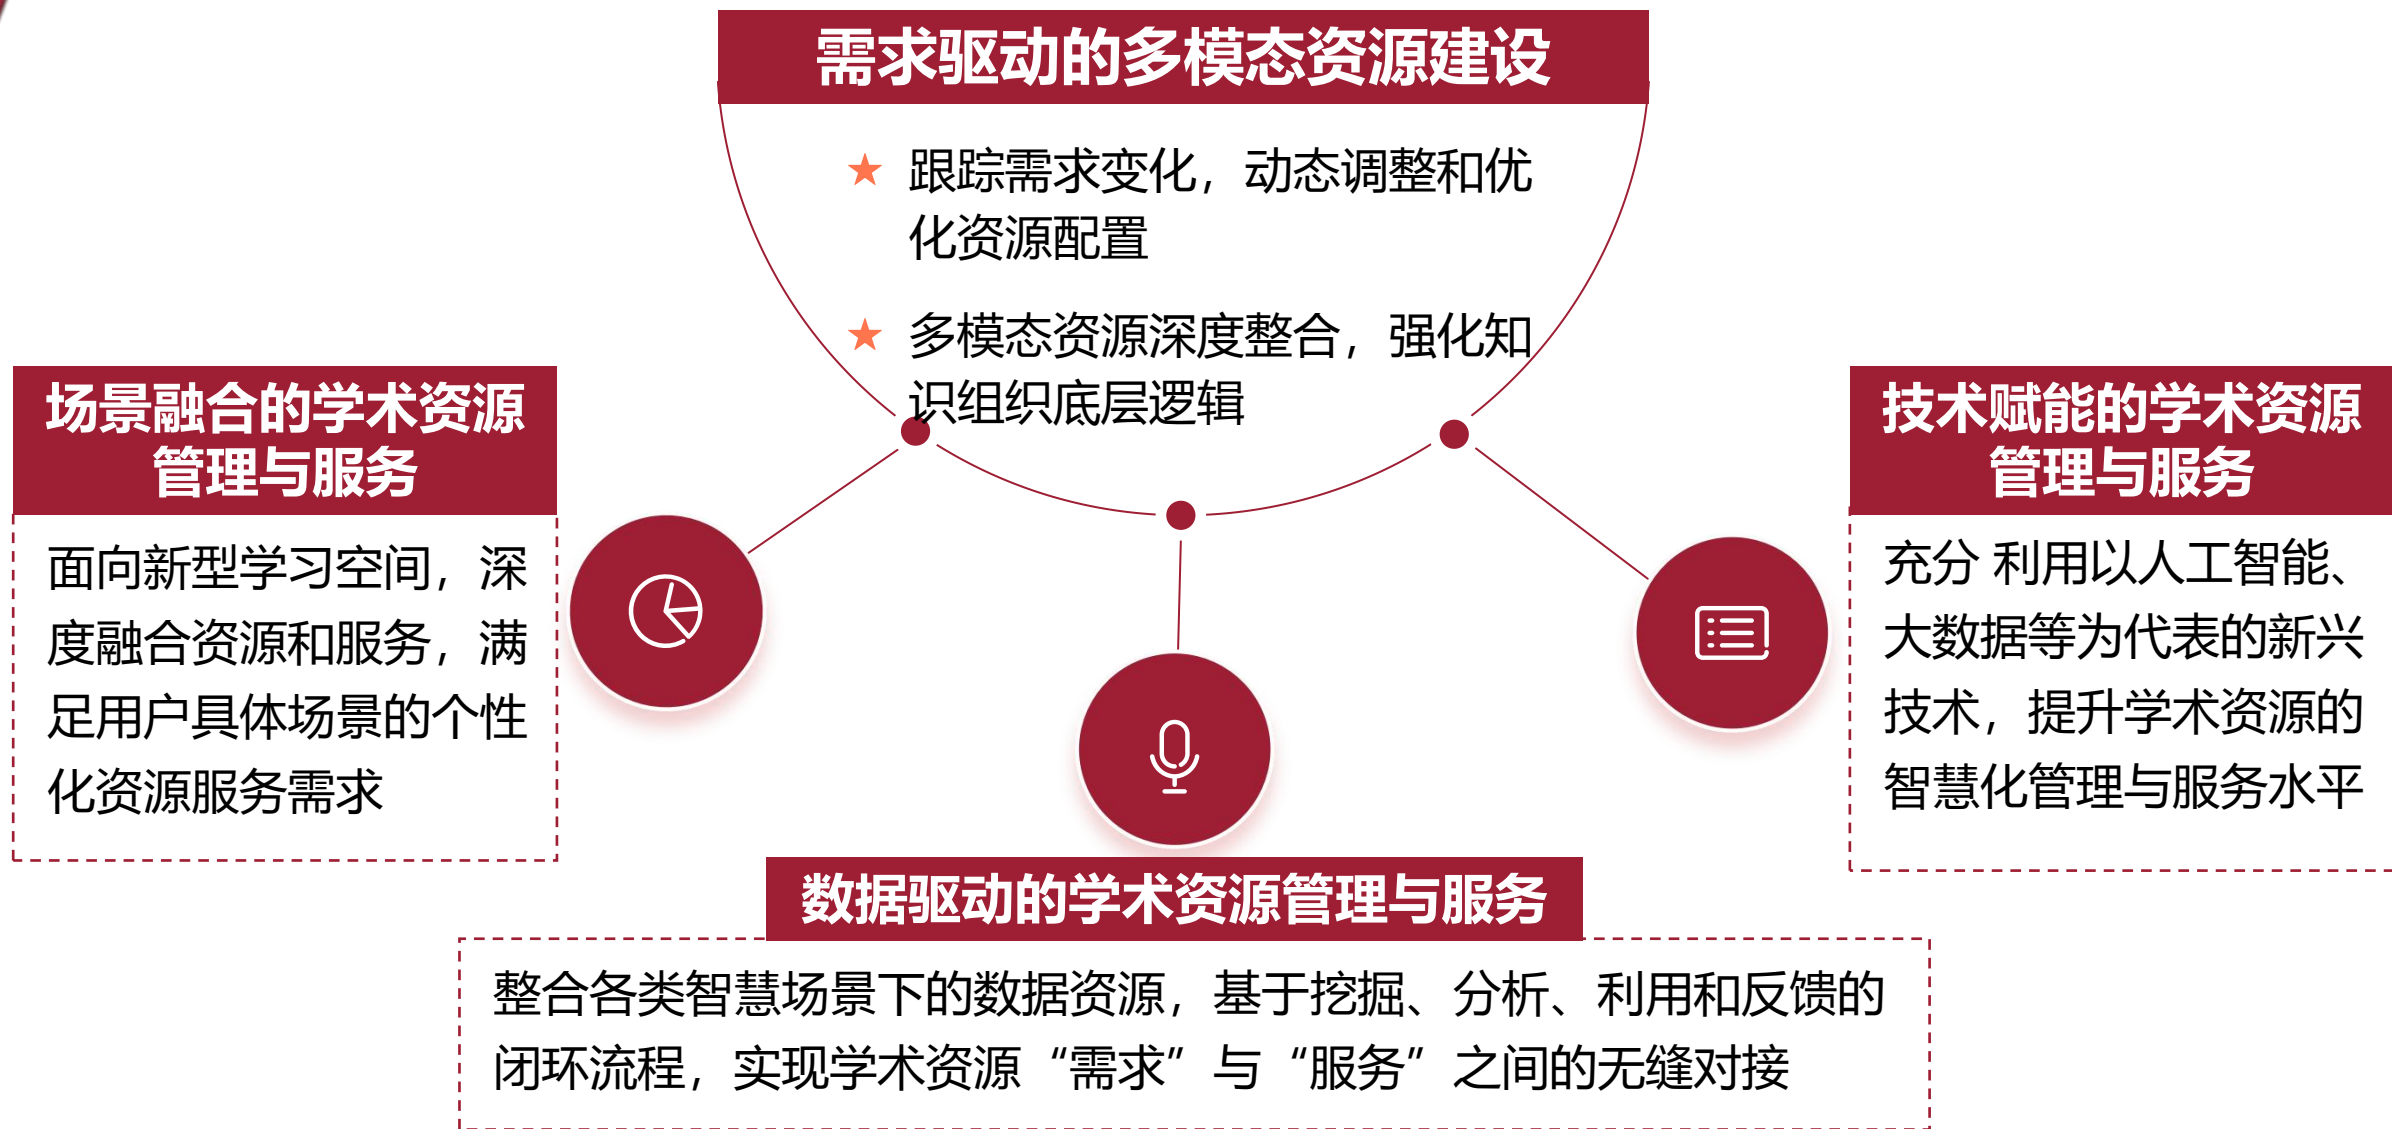 需求驱动的多模态资源建设
跟踪需求变化，动态调整和优
化资源配置
多模态资源深度整合，强化知
识组织底层逻辑
场景融合的学术资源
管理与服务
面向新型学习空间，深
度融合资源和服务，满
足用户具体场景的个性
化资源服务需求
技术赋能的学术资源
管理与服务
充分 利用以人工智能、
大数据等为代表的新兴
技术，提升学术资源的
智慧化管理与服务水平
数据驱动的学术资源管理与服务
整合各类智慧场景下的数据资源，基于挖掘、分析、利用和反馈的
闭环流程，实现学术资源“需求”与“服务”之间的无缝对接